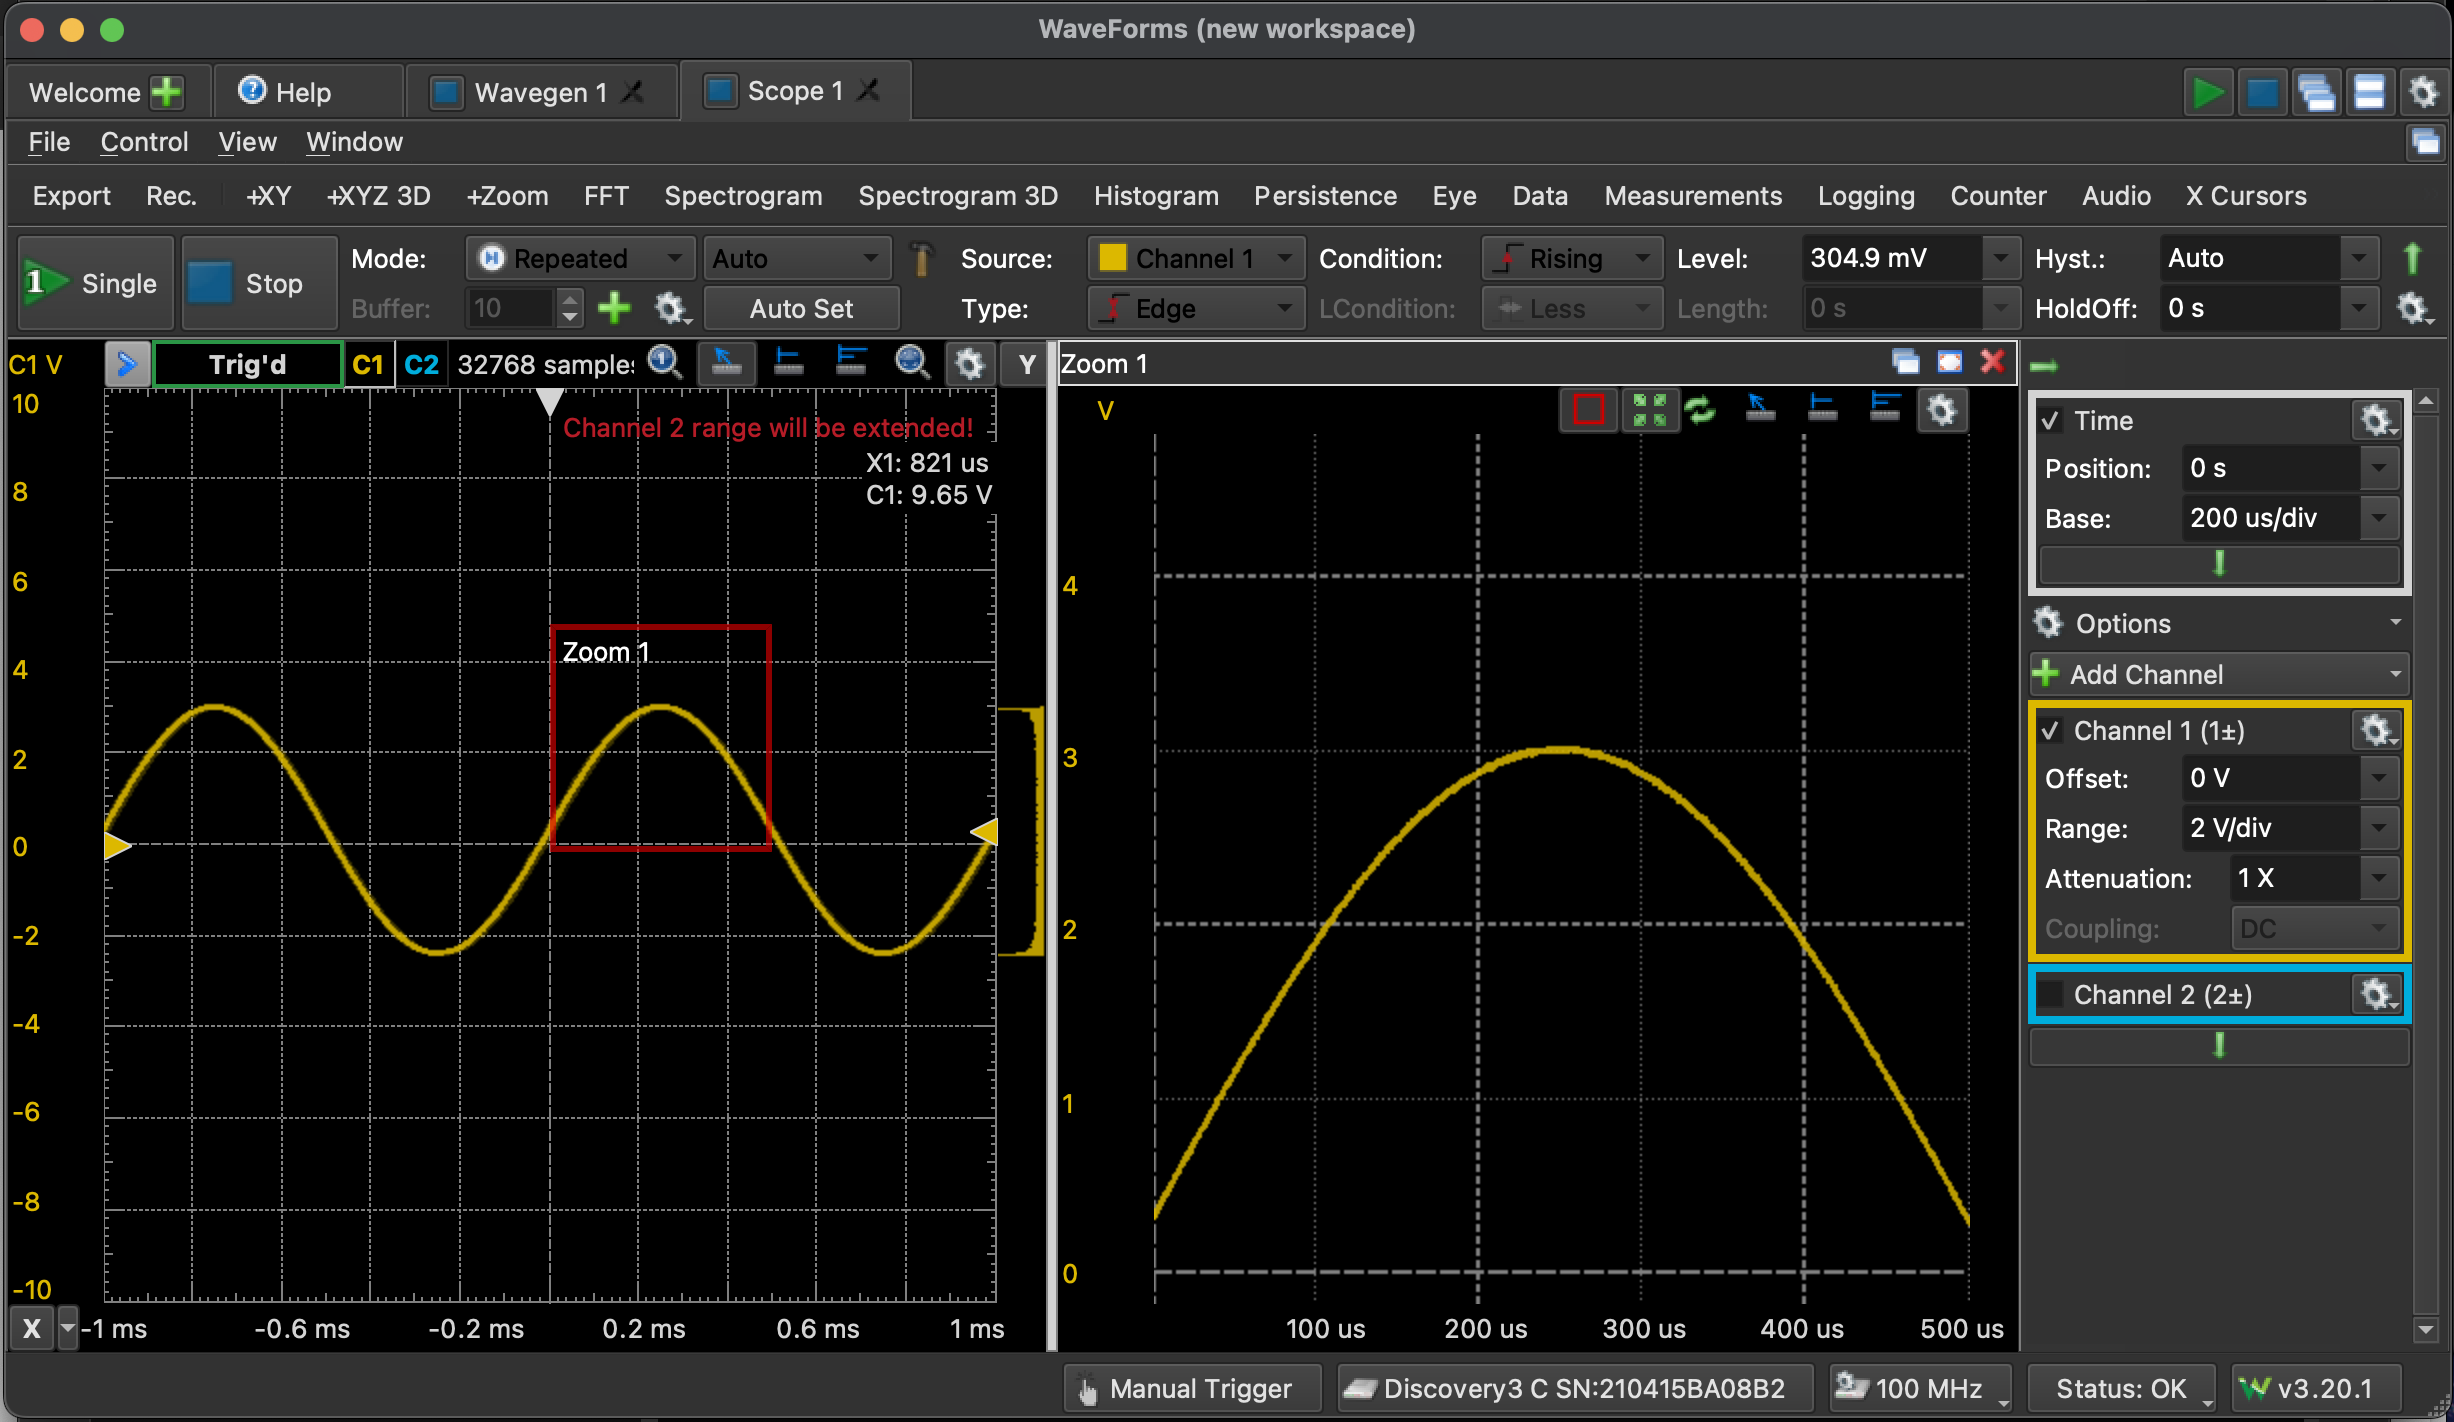 WaveForms (new workspace)
Welcome
Help
Wavegen 1
Scope 1
File Control View Window
Export Rec. +XY +XYZ 3D +Zoom FFT Spectrogram Spectrogram 3D Histogram Persistence Eye Data Measurements Logging Counter Audio X Cursors
1 Single
Stop
Mode: Repeated Auto Source: Channel 1 Condition: Rising Level: 304.9 mV Hyst.: Auto
Buffer: 10 Auto Set Type: Edge LCondition: Less Length: 0 s HoldOff: 0 s
C1 V Trig'd C1 C2 32768 samples Y
Channel 2 range will be extended!
X1: 821 us
C1: 9.65 V
Zoom 1
10
8
6
4
2
0
-2
-4
-6
-8
-10
X -1 ms -0.6 ms -0.2 ms 0.2 ms 0.6 ms 1 ms
Zoom 1
V
4
3
2
1
0
100 us 200 us 300 us 400 us 500 us
Time
Position: 0 s
Base: 200 us/div
Options
Add Channel
Channel 1 (1±)
Offset: 0 V
Range: 2 V/div
Attenuation: 1 X
Coupling: DC
Channel 2 (2±)
Manual Trigger Discovery3 C SN:210415BA08B2 100 MHz Status: OK v3.20.1